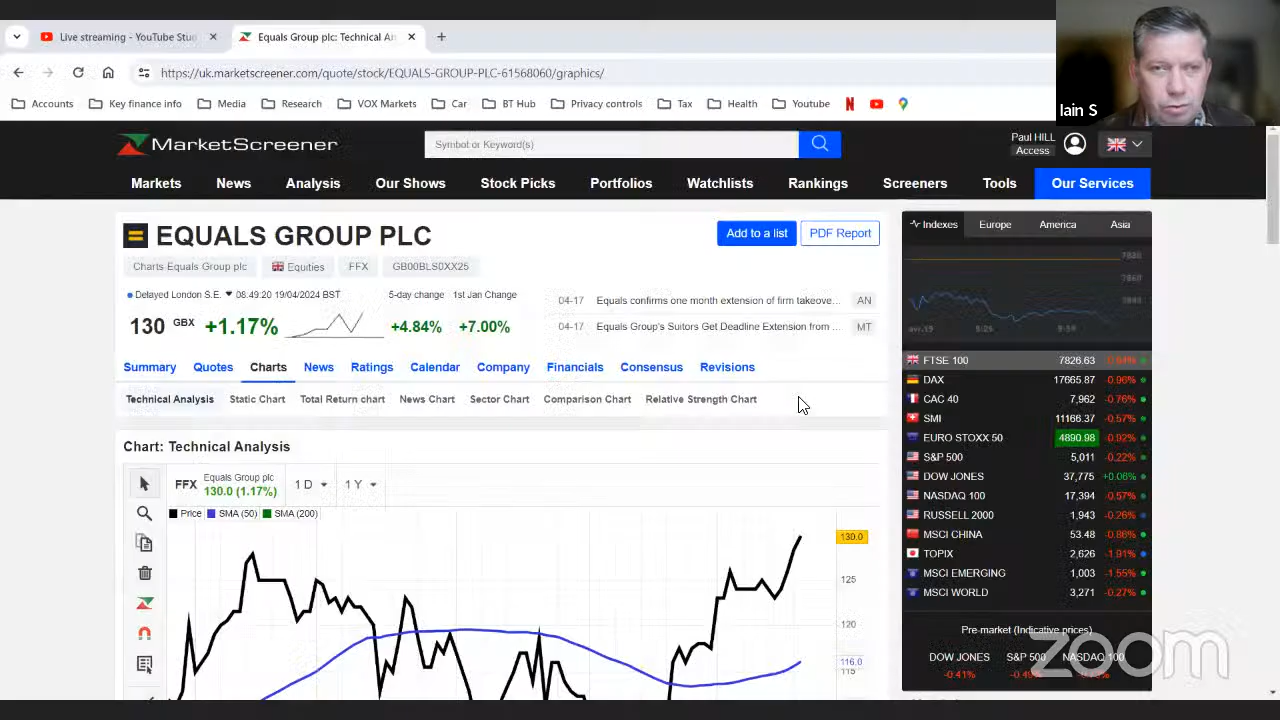 Live streaming - YouTube Stu
Equals Group plc: Technical An
https://uk.marketscreener.com/quote/stock/EQUALS-GROUP-PLC-61568060/graphics/
Accounts Key finance info Media Research VOX Markets Car BT Hub Privacy controls Tax Health Youtube
Iain S
MarketScreener
Symbol or Keyword(s)
Paul HILL
Access
Markets News Analysis Our Shows Stock Picks Portfolios Watchlists Rankings Screeners Tools Our Services
EQUALS GROUP PLC
Add to a list PDF Report
Charts Equals Group plc Equities FFX GB00BLS0XX25
Delayed London S.E. 08:49:20 19/04/2024 BST 5-day change 1st Jan Change
130 GBX +1.17% +4.84% +7.00%
04-17 Equals confirms one month extension of firm takeove... AN
04-17 Equals Group's Suitors Get Deadline Extension from ... MT
Summary Quotes Charts News Ratings Calendar Company Financials Consensus Revisions
Technical Analysis Static Chart Total Return chart News Chart Sector Chart Comparison Chart Relative Strength Chart
Chart: Technical Analysis
FFX Equals Group plc 130.0 (1.17%) 1 D 1 Y
Price SMA (50) SMA (200)
130.0
125
120
116.0
115
Indexes Europe America Asia
FTSE 100 7826.63
DAX 17665.87 -0.96%
CAC 40 7,962 -0.76%
SMI 11166.37 -0.57%
EURO STOXX 50 4890.98 -0.92%
S&P 500 5,011 -0.22%
DOW JONES 37,775 +0.06%
NASDAQ 100 17,394 -0.57%
RUSSELL 2000 1,943 -0.26%
MSCI CHINA 53.48 -0.86%
TOPIX 2,626 -1.91%
MSCI EMERGING 1,003 -1.55%
MSCI WORLD 3,271 -0.27%
Pre-market (Indicative prices)
DOW JONES S&P 500 NASDAQ 100
-0.41%
zoom